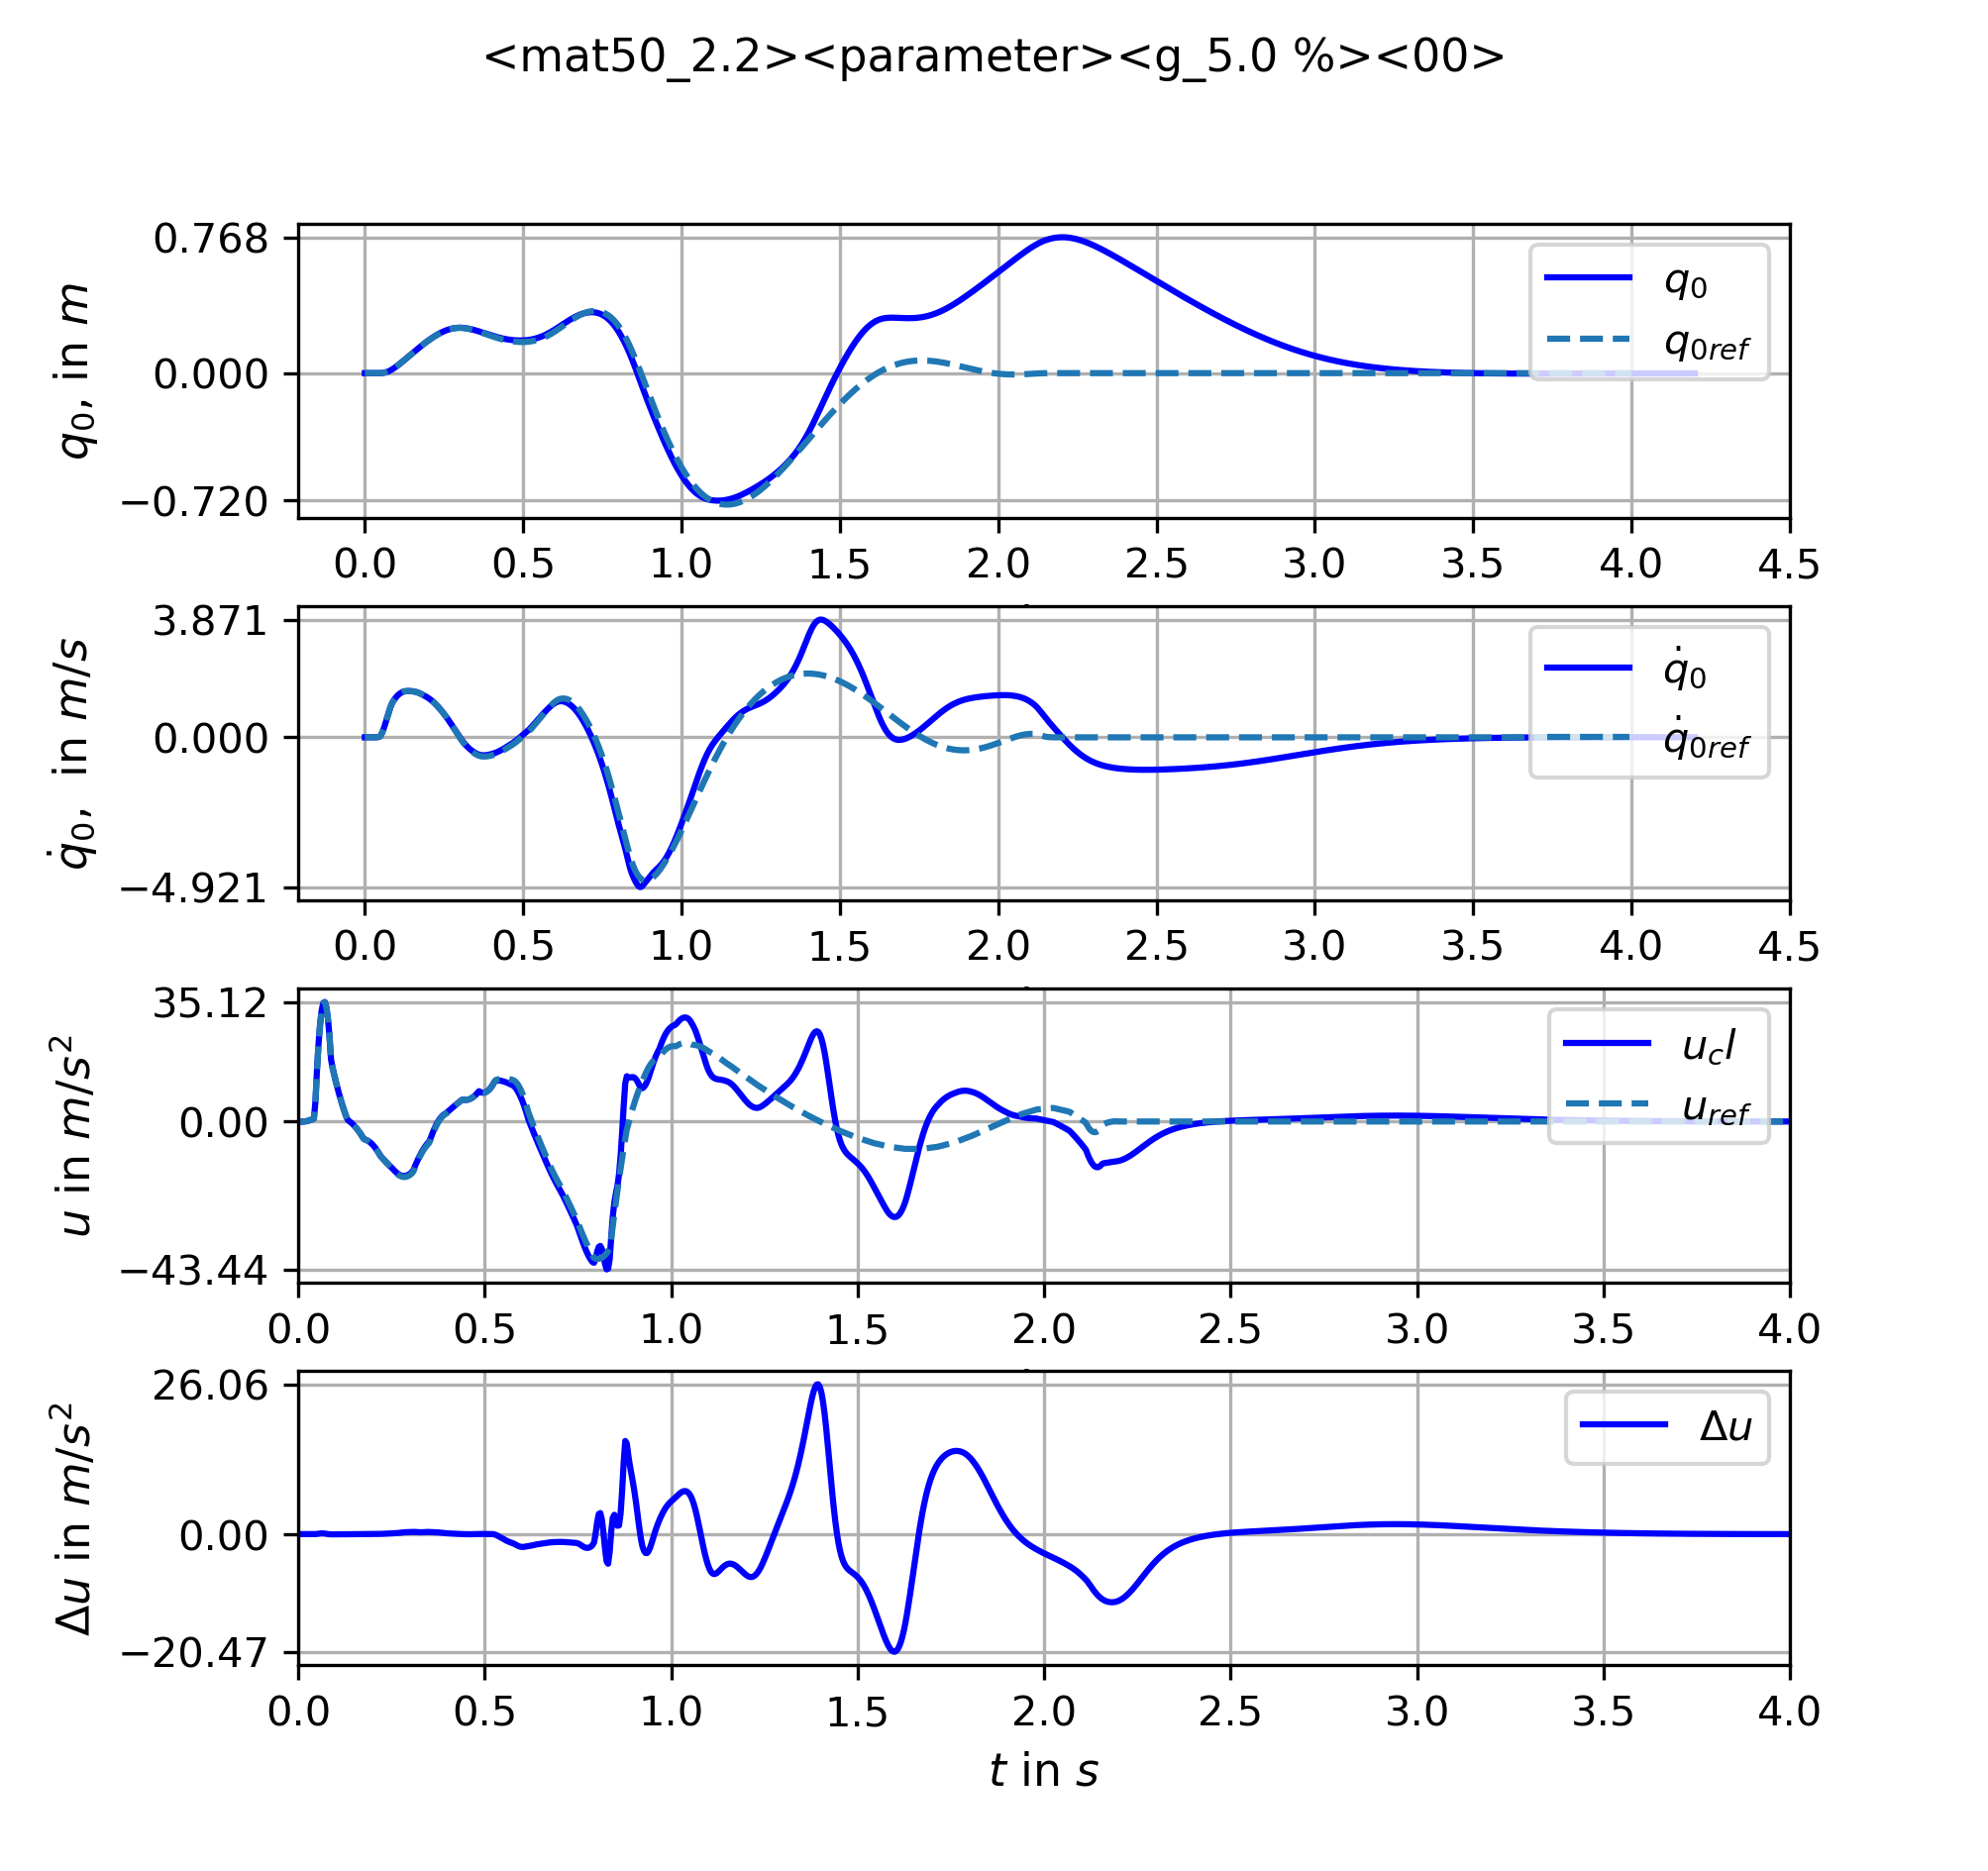 <mat50_2.2><parameter><g_5.0 %><00>
0.768
0.000
−0.720
q₀, in m
q₀
q₀ref
0.0 0.5 1.0 1.5 2.0 2.5 3.0 3.5 4.0 4.5
3.871
0.000
−4.921
q̇₀, in m/s
q̇₀
q̇₀ref
0.0 0.5 1.0 1.5 2.0 2.5 3.0 3.5 4.0 4.5
35.12
0.00
−43.44
u in m/s²
u_cl
u_ref
0.0 0.5 1.0 1.5 2.0 2.5 3.0 3.5 4.0
26.06
0.00
−20.47
Δu in m/s²
Δu
0.0 0.5 1.0 1.5 2.0 2.5 3.0 3.5 4.0
t in s